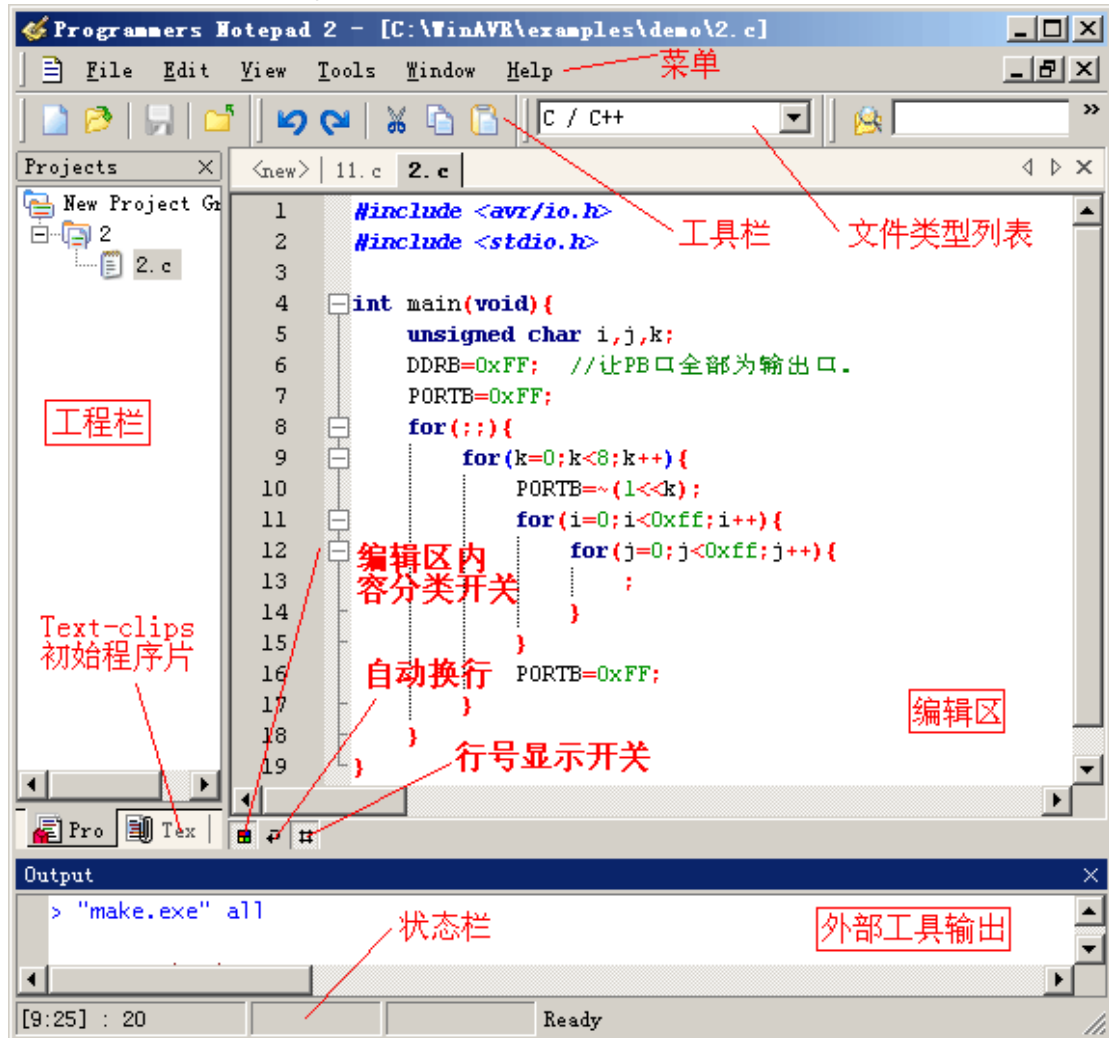 Programmers Notepad 2 - [C:\WinAVR\examples\demo\2.c]
File Edit View Tools Window Help
菜单
C / C++
Projects
<new> 11.c 2.c
New Project Gr
2
2.c
工具栏
文件类型列表
工程栏
1 #include <avr/io.h>
2 #include <stdio.h>
3
4 int main(void){
5 unsigned char i,j,k;
6 DDRB=0xFF; //让PB口全部为输出口.
7 PORTB=0xFF;
8 for(;;){
9 for(k=0;k<8;k++){
10 PORTB=~(1<<k);
11 for(i=0;i<0xff;i++){
12 for(j=0;j<0xff;j++){
13 ;
14 }
15 }
16 PORTB=0xFF;
17 }
18 }
19 }
编辑区内
容分类开关
Text-clips
初始程序片
自动换行
编辑区
行号显示开关
Pro Tex
Output
> "make.exe" all
状态栏
外部工具输出
[9:25] : 20
Ready